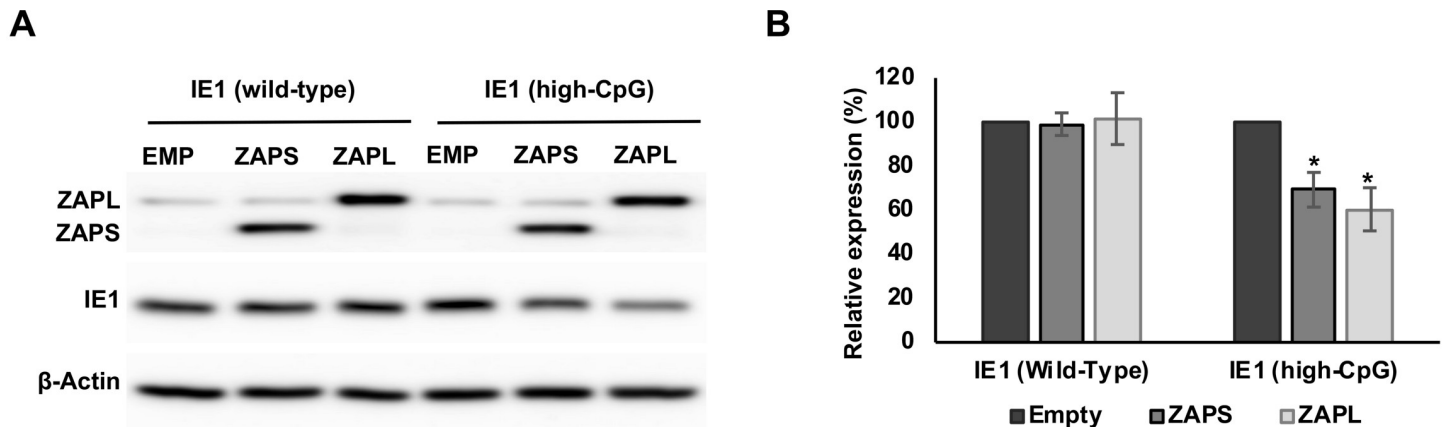 A
IE1 (wild-type) IE1 (high-CpG)
EMP ZAPS ZAPL EMP ZAPS ZAPL
ZAPL
ZAPS
IE1
β-Actin
B
Relative expression (%)
120
100
80
60
40
20
0
* *
IE1 (Wild-Type) IE1 (high-CpG)
Empty ZAPS ZAPL